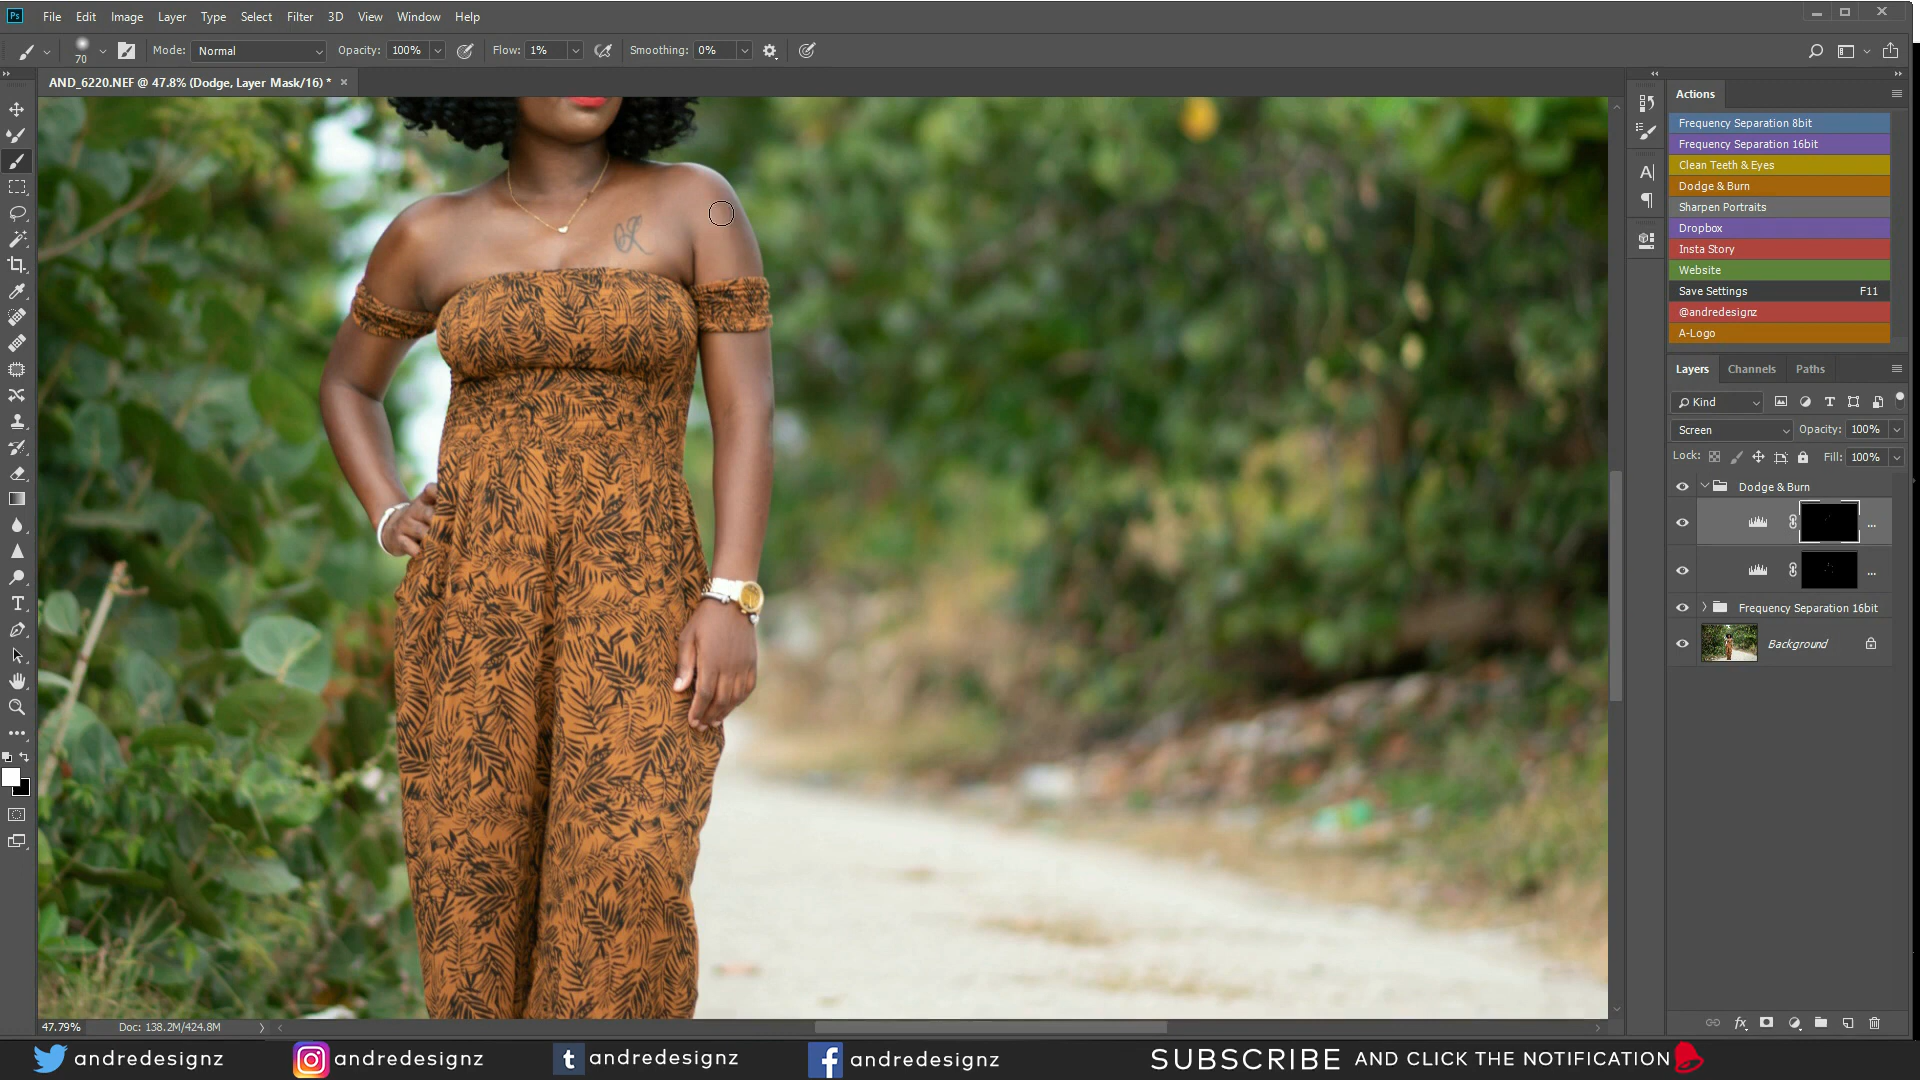 Ps File Edit Image Layer Type Select Filter 3D View Window Help
70 Mode: Normal Opacity: 100% Flow: 1% Smoothing: 0%
AND_6220.NEF @ 47.8% (Dodge, Layer Mask/16) * ×
Actions
Frequency Separation 8bit
Frequency Separation 16bit
Clean Teeth & Eyes
Dodge & Burn
Sharpen Portraits
Dropbox
Insta Story
Website
Save Settings F11
@andredesignz
A-Logo
Layers Channels Paths
Kind
Screen Opacity: 100%
Lock: Fill: 100%
Dodge & Burn
...
...
Frequency Separation 16bit
Background
47.79% Doc: 138.2M/424.8M
andredesignz andredesignz andredesignz andredesignz SUBSCRIBE AND CLICK THE NOTIFICATION